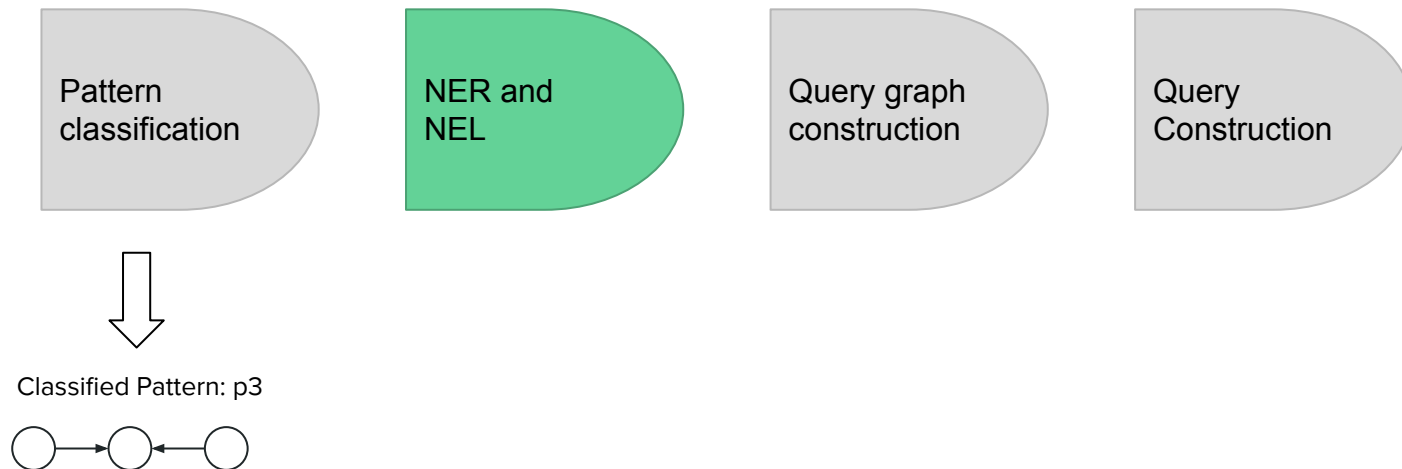 Pattern
classification
NER and
NEL
Query graph
construction
Query
Construction
Classified Pattern: p3